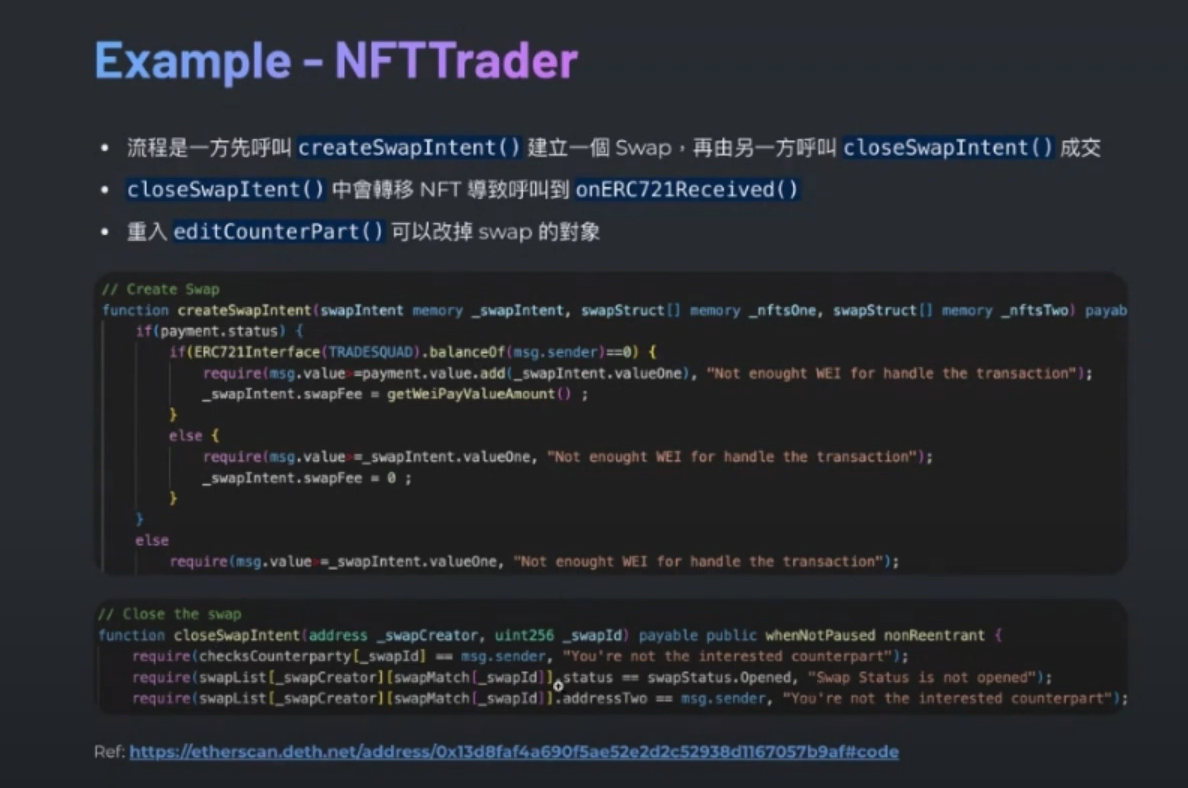 Example - NFTTrader
• 流程是一方先呼叫 createSwapIntent() 建立一個 Swap，再由另一方呼叫 closeSwapIntent() 成交
• closeSwapItent() 中會轉移 NFT 導致呼叫到 onERC721Received()
• 重入 editCounterPart() 可以改掉 swap 的對象
// Create Swap
function createSwapIntent(swapIntent memory _swapIntent, swapStruct[] memory _nftsOne, swapStruct[] memory _nftsTwo) payab
if(payment.status) {
if(ERC721Interface(TRADESQUAD).balanceOf(msg.sender)==0) {
require(msg.value>=payment.value.add(_swapIntent.valueOne), "Not enought WEI for handle the transaction");
_swapIntent.swapFee = getWeiPayValueAmount() ;
}
else {
require(msg.value>=_swapIntent.valueOne, "Not enought WEI for handle the transaction");
_swapIntent.swapFee = 0 ;
}
}
else
require(msg.value>=_swapIntent.valueOne, "Not enought WEI for handle the transaction");
// Close the swap
function closeSwapIntent(address _swapCreator, uint256 _swapId) payable public whenNotPaused nonReentrant {
require(checksCounterparty[_swapId] == msg.sender, "You're not the interested counterpart");
require(swapList[_swapCreator][swapMatch[_swapId]].status == swapStatus.Opened, "Swap Status is not opened");
require(swapList[_swapCreator][swapMatch[_swapId]].addressTwo == msg.sender, "You're not the interested counterpart");
Ref: https://etherscan.deth.net/address/0x13d8faf4a690f5ae52e2d2c52938d1167057b9af#code